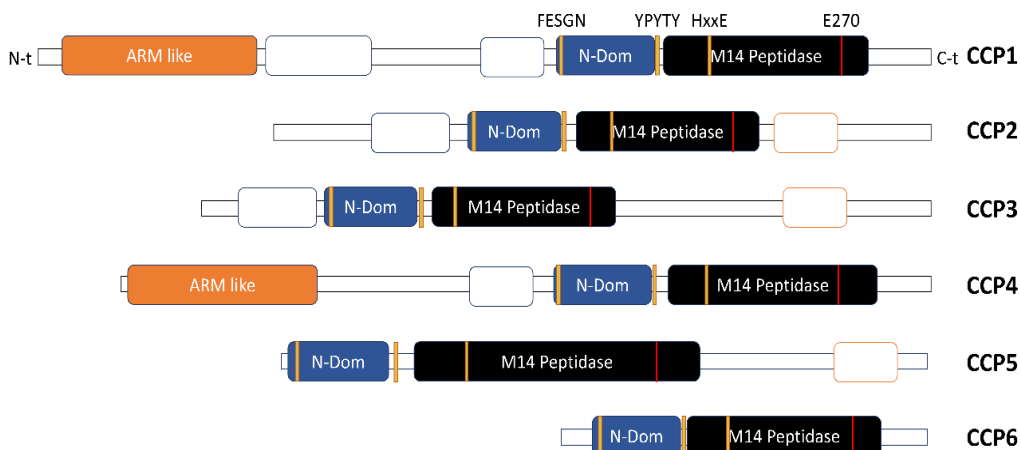 FESGN YPYTY HxxE E270
N-t ARM like N-Dom M14 Peptidase C-t CCP1
N-Dom M14 Peptidase CCP2
N-Dom M14 Peptidase CCP3
ARM like N-Dom M14 Peptidase CCP4
N-Dom M14 Peptidase CCP5
N-Dom M14 Peptidase CCP6